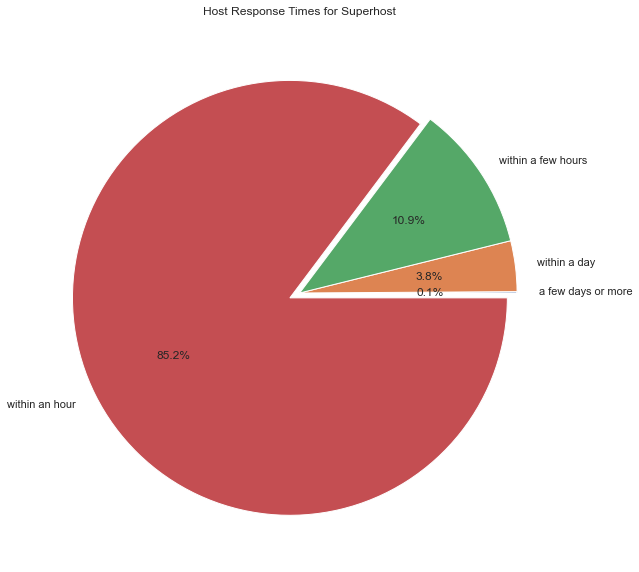 Host Response Times for Superhost
within a few hours
10.9%
within a day
3.8%
a few days or more
0.1%
85.2%
within an hour